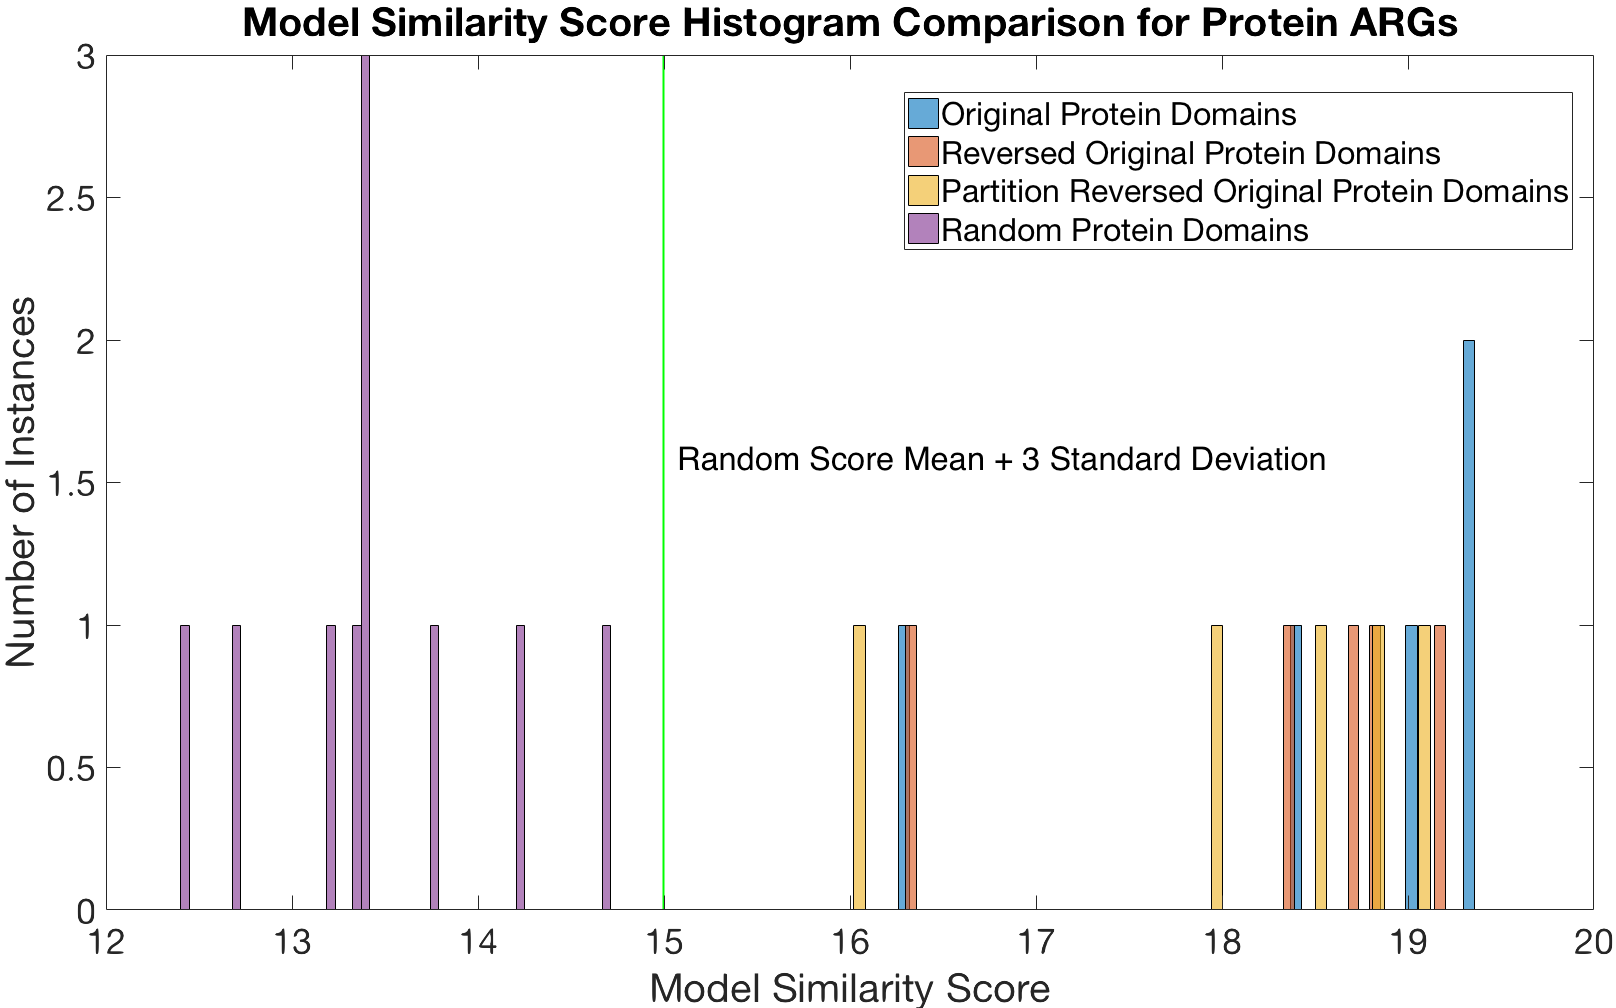 Model Similarity Score Histogram Comparison for Protein ARGs
3
2.5
2
1.5
1
0.5
0
Number of Instances
Original Protein Domains
Reversed Original Protein Domains
Partition Reversed Original Protein Domains
Random Protein Domains
Random Score Mean + 3 Standard Deviation
12 13 14 15 16 17 18 19 20
Model Similarity Score